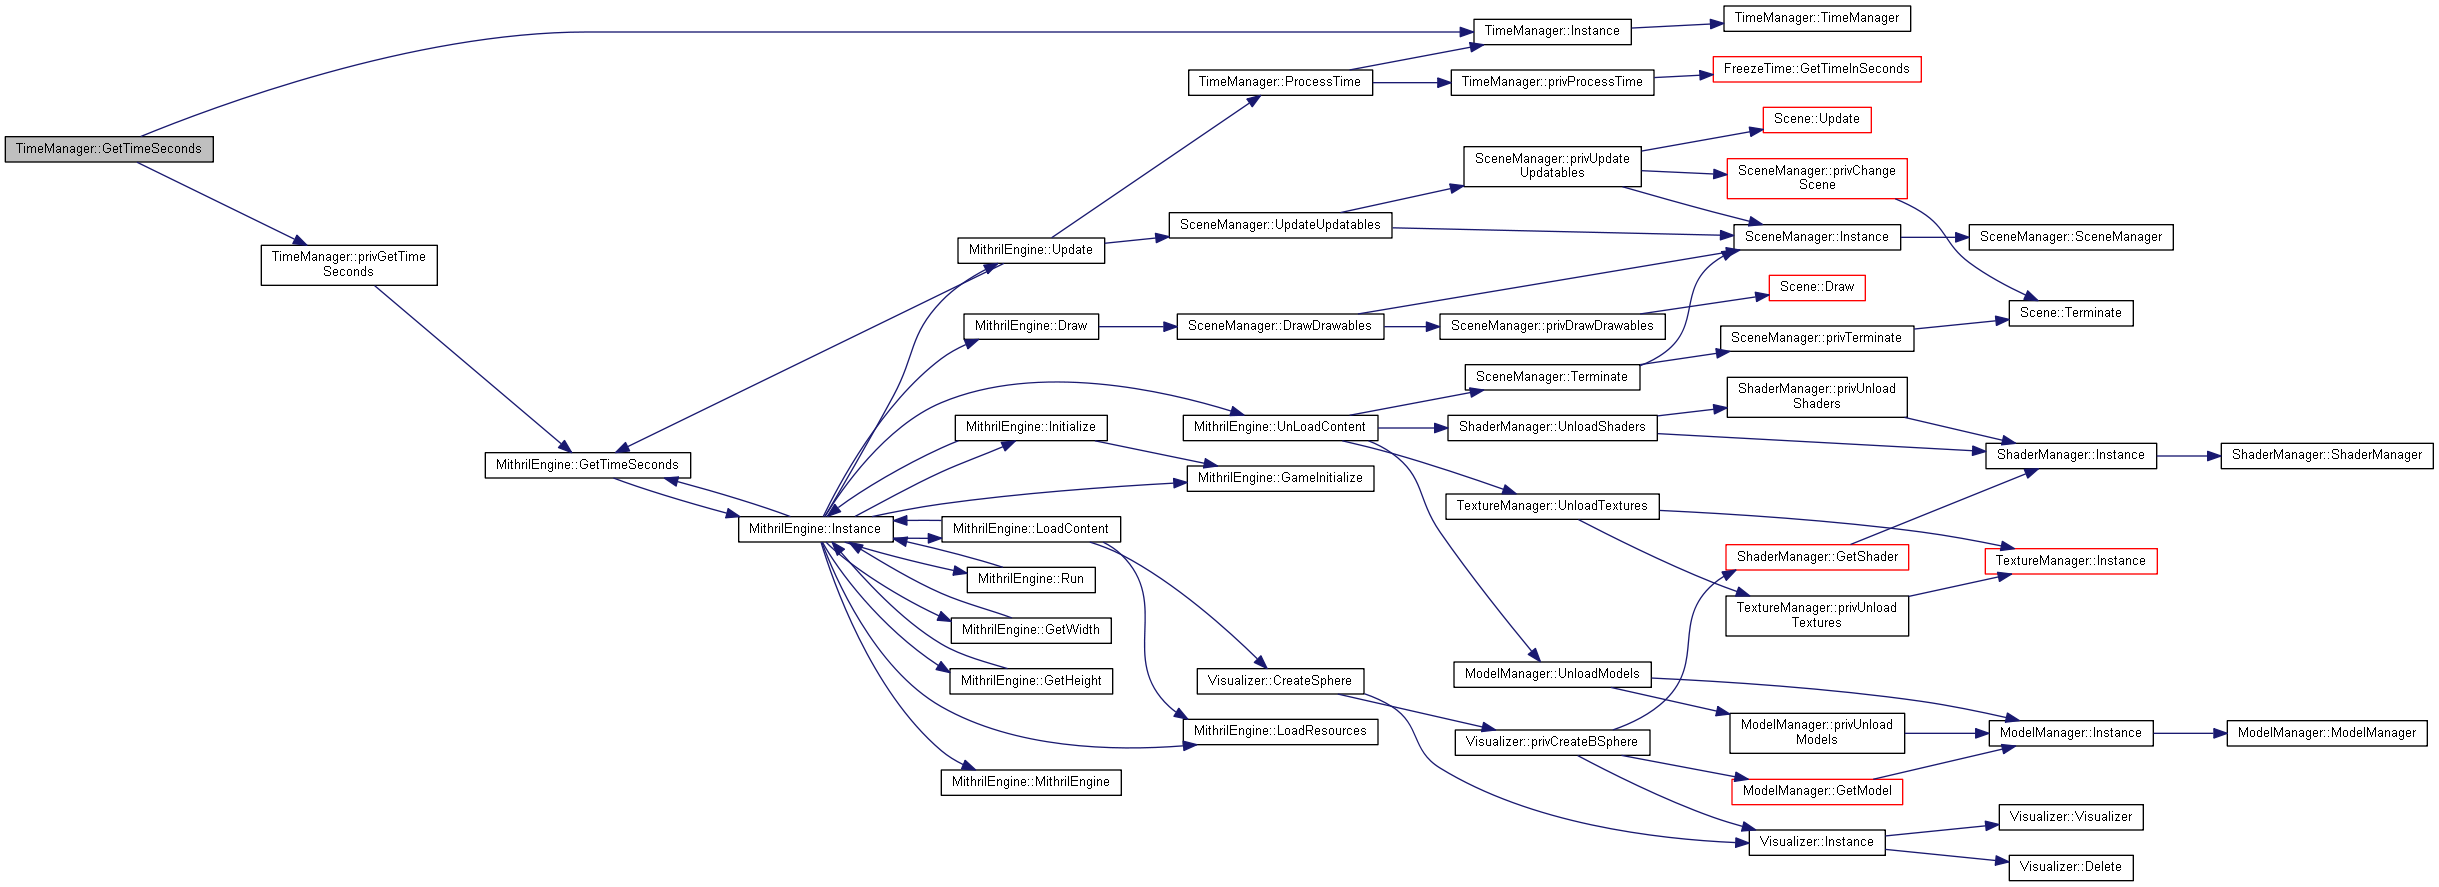 TimeManager::GetTimeSeconds
TimeManager::privGetTime
Seconds
MithrilEngine::GetTimeSeconds
MithrilEngine::Instance
MithrilEngine::Update
MithrilEngine::Draw
MithrilEngine::Initialize
MithrilEngine::LoadContent
MithrilEngine::Run
MithrilEngine::GetWidth
MithrilEngine::GetHeight
MithrilEngine::MithrilEngine
TimeManager::ProcessTime
SceneManager::UpdateUpdatables
SceneManager::DrawDrawables
MithrilEngine::UnLoadContent
MithrilEngine::GameInitialize
Visualizer::CreateSphere
MithrilEngine::LoadResources
TimeManager::Instance
TimeManager::privProcessTime
SceneManager::privUpdate
Updatables
SceneManager::privDrawDrawables
SceneManager::Terminate
ShaderManager::UnloadShaders
TextureManager::UnloadTextures
ModelManager::UnloadModels
Visualizer::privCreateBSphere
TimeManager::TimeManager
FreezeTime::GetTimeInSeconds
Scene::Update
SceneManager::privChange
Scene
SceneManager::Instance
Scene::Draw
SceneManager::privTerminate
ShaderManager::privUnload
Shaders
ShaderManager::GetShader
TextureManager::privUnload
Textures
ModelManager::privUnload
Models
ModelManager::GetModel
Visualizer::Instance
SceneManager::SceneManager
Scene::Terminate
ShaderManager::Instance
TextureManager::Instance
ModelManager::Instance
Visualizer::Visualizer
Visualizer::Delete
ShaderManager::ShaderManager
ModelManager::ModelManager